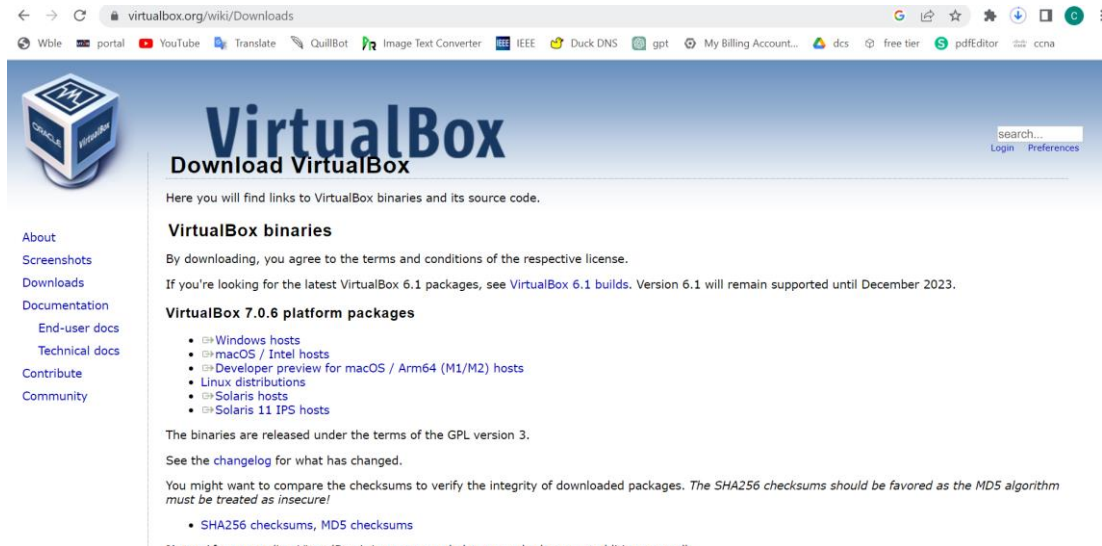 virtualbox.org/wiki/Downloads
Wble portal YouTube Translate QuillBot Image Text Converter IEEE IEEE Duck DNS gpt My Billing Account... dcs free tier pdfEditor ccna
ORACLE VirtualBox
VirtualBox
search...
Login Preferences
Download VirtualBox
Here you will find links to VirtualBox binaries and its source code.
About
Screenshots
Downloads
Documentation
End-user docs
Technical docs
Contribute
Community
VirtualBox binaries
By downloading, you agree to the terms and conditions of the respective license.
If you're looking for the latest VirtualBox 6.1 packages, see VirtualBox 6.1 builds. Version 6.1 will remain supported until December 2023.
VirtualBox 7.0.6 platform packages
Windows hosts
macOS / Intel hosts
Developer preview for macOS / Arm64 (M1/M2) hosts
Linux distributions
Solaris hosts
Solaris 11 IPS hosts
The binaries are released under the terms of the GPL version 3.
See the changelog for what has changed.
You might want to compare the checksums to verify the integrity of downloaded packages. The SHA256 checksums should be favored as the MD5 algorithm
must be treated as insecure!
SHA256 checksums, MD5 checksums